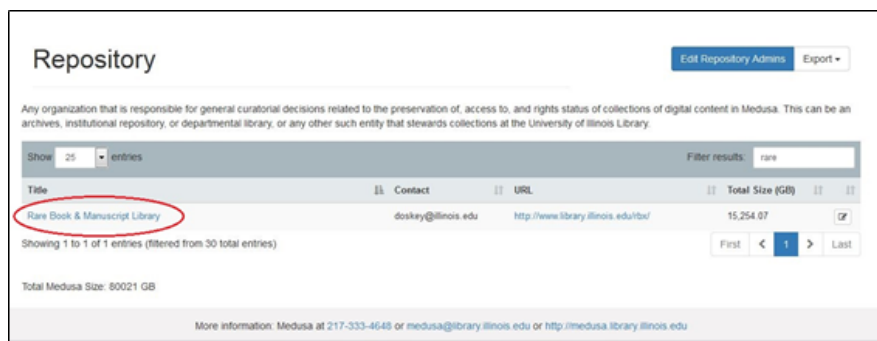 Repository
Edit Repository Admins Export
Any organization that is responsible for general curatorial decisions related to the preservation of, access to, and rights status of collections of digital content in Medusa. This can be an
archives, institutional repository, or departmental library, or any other such entity that stewards collections at the University of Illinois Library.
Show 25 entries Filter results: rare
Title Contact URL Total Size (GB)
Rare Book & Manuscript Library doskey@illinois.edu http://www.library.illinois.edu/rbx/ 15,254.07
Showing 1 to 1 of 1 entries (filtered from 30 total entries) First 1 Last
Total Medusa Size: 80021 GB
More information: Medusa at 217-333-4648 or medusa@library.illinois.edu or http://medusa.library.illinois.edu